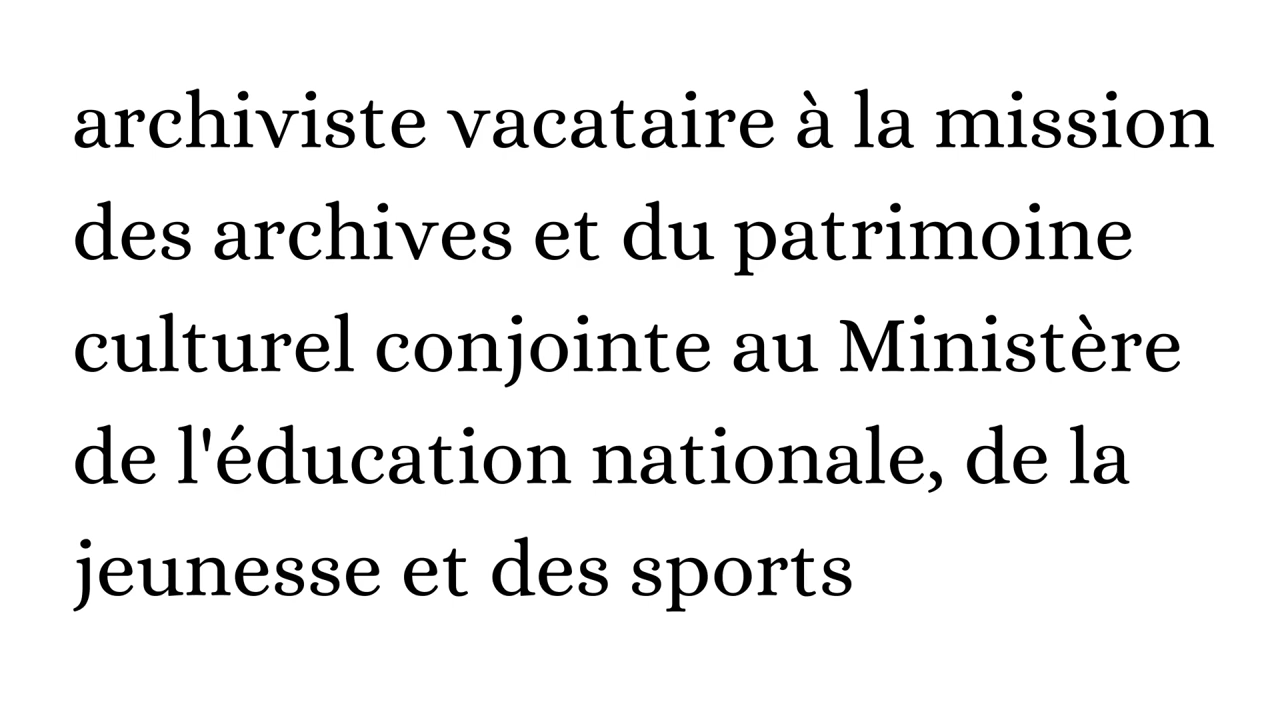 archiviste vacataire à la mission
des archives et du patrimoine
culturel conjointe au Ministère
de l'éducation nationale, de la
jeunesse et des sports